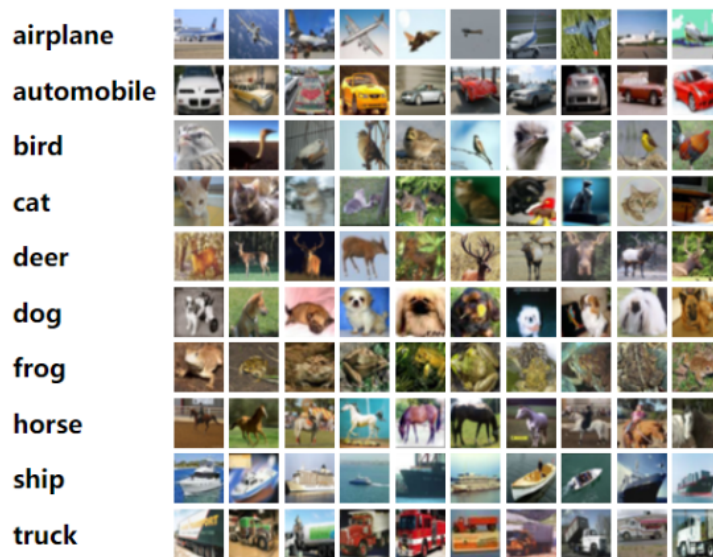 airplane
automobile
bird
cat
deer
dog
frog
horse
ship
truck